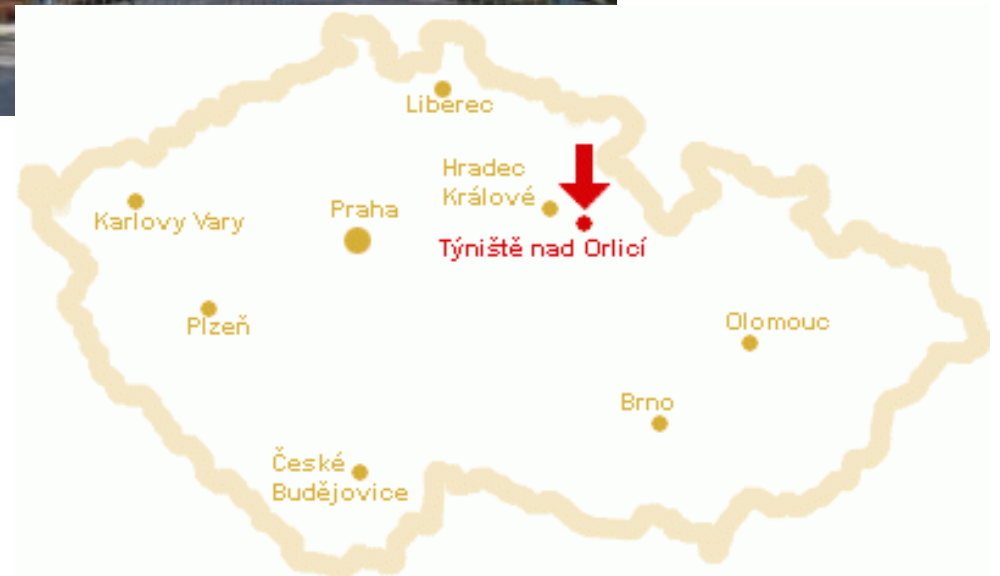 Liberec
Hradec
Králové
Praha
Karlovy Vary
Týniště nad Orlicí
Plzeň
Olomouc
Brno
České
Budějovice